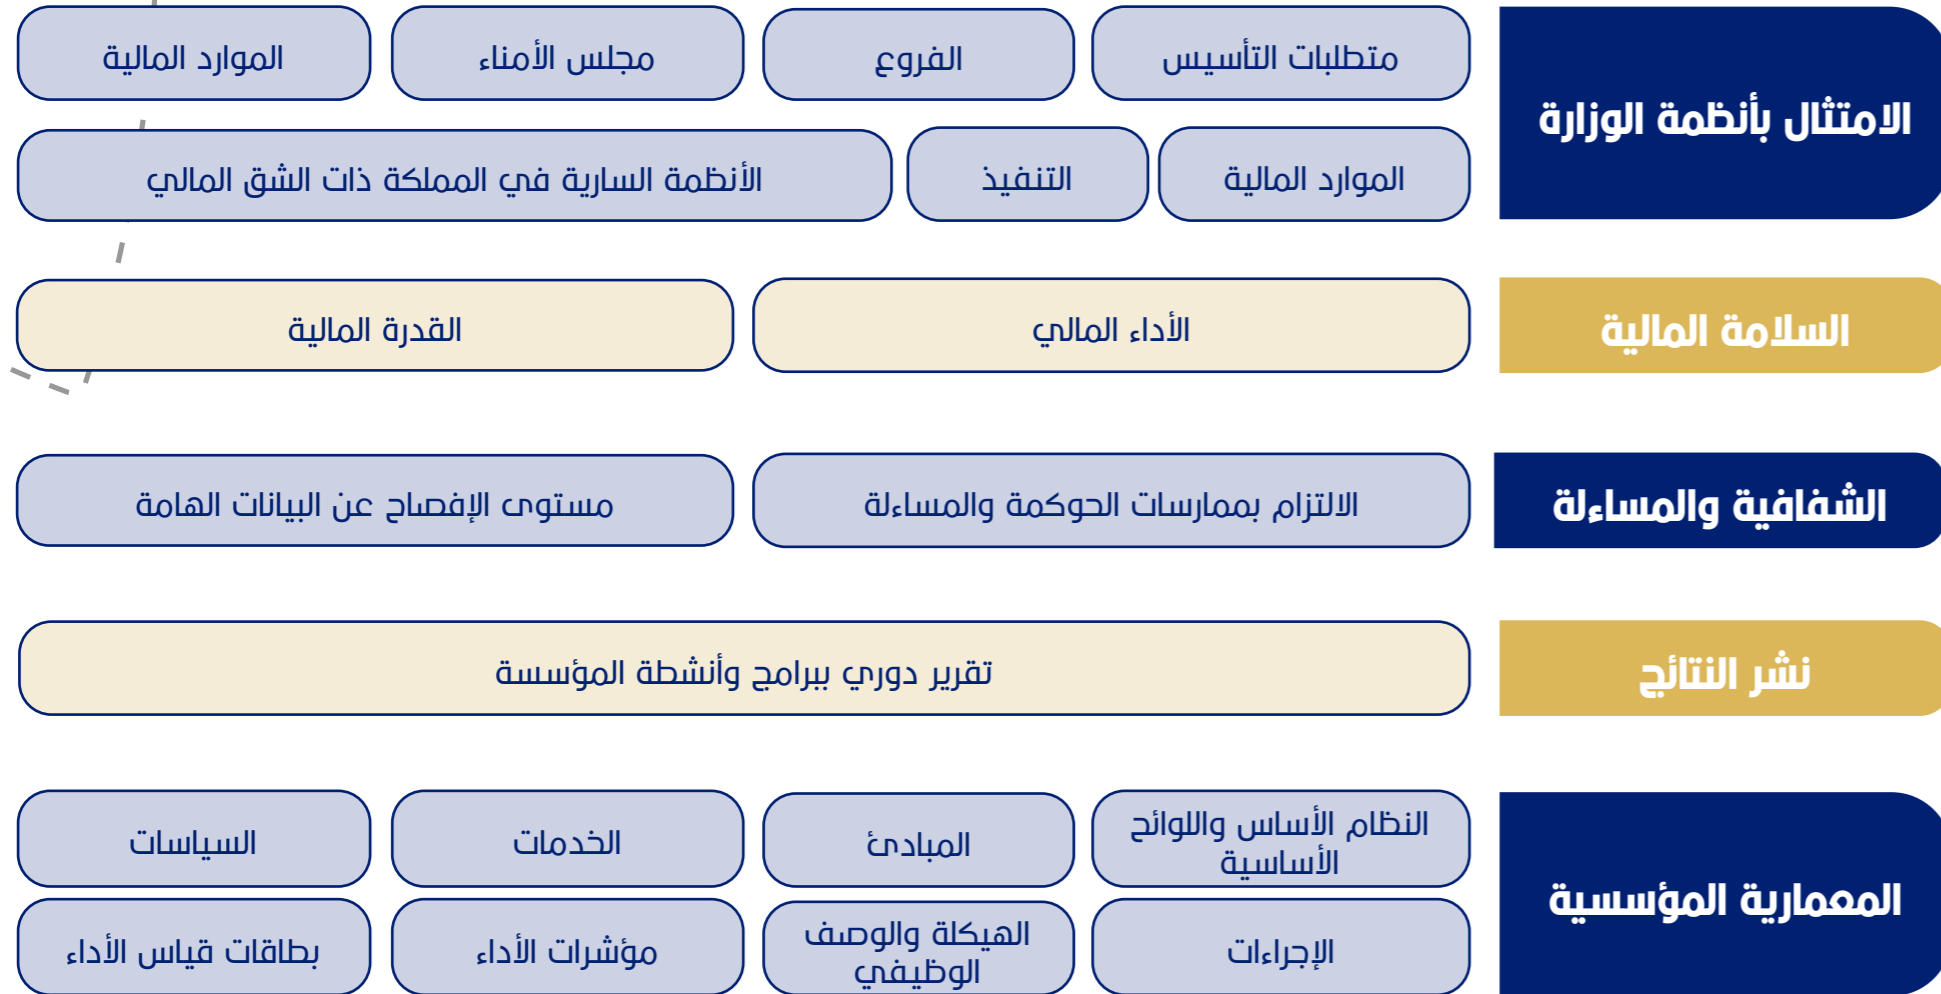 الامتثال بأنظمة الوزارة
متطلبات التأسيس
الفروع
مجلس الأمناء
الموارد المالية
الموارد المالية
التنفيذ
الأنظمة السارية في المملكة ذات الشق المالي
السلامة المالية
الأداء المالي
القدرة المالية
الشفافية والمساءلة
الالتزام بممارسات الحوكمة والمساءلة
مستوى الإفصاح عن البيانات الهامة
نشر النتائج
تقرير دوري ببرامج وأنشطة المؤسسة
المعمارية المؤسسية
النظام الأساس واللوائح
الأساسية
المبادئ
الخدمات
السياسات
الإجراءات
الهيكلة والوصف
الوظيفي
مؤشرات الأداء
بطاقات قياس الأداء